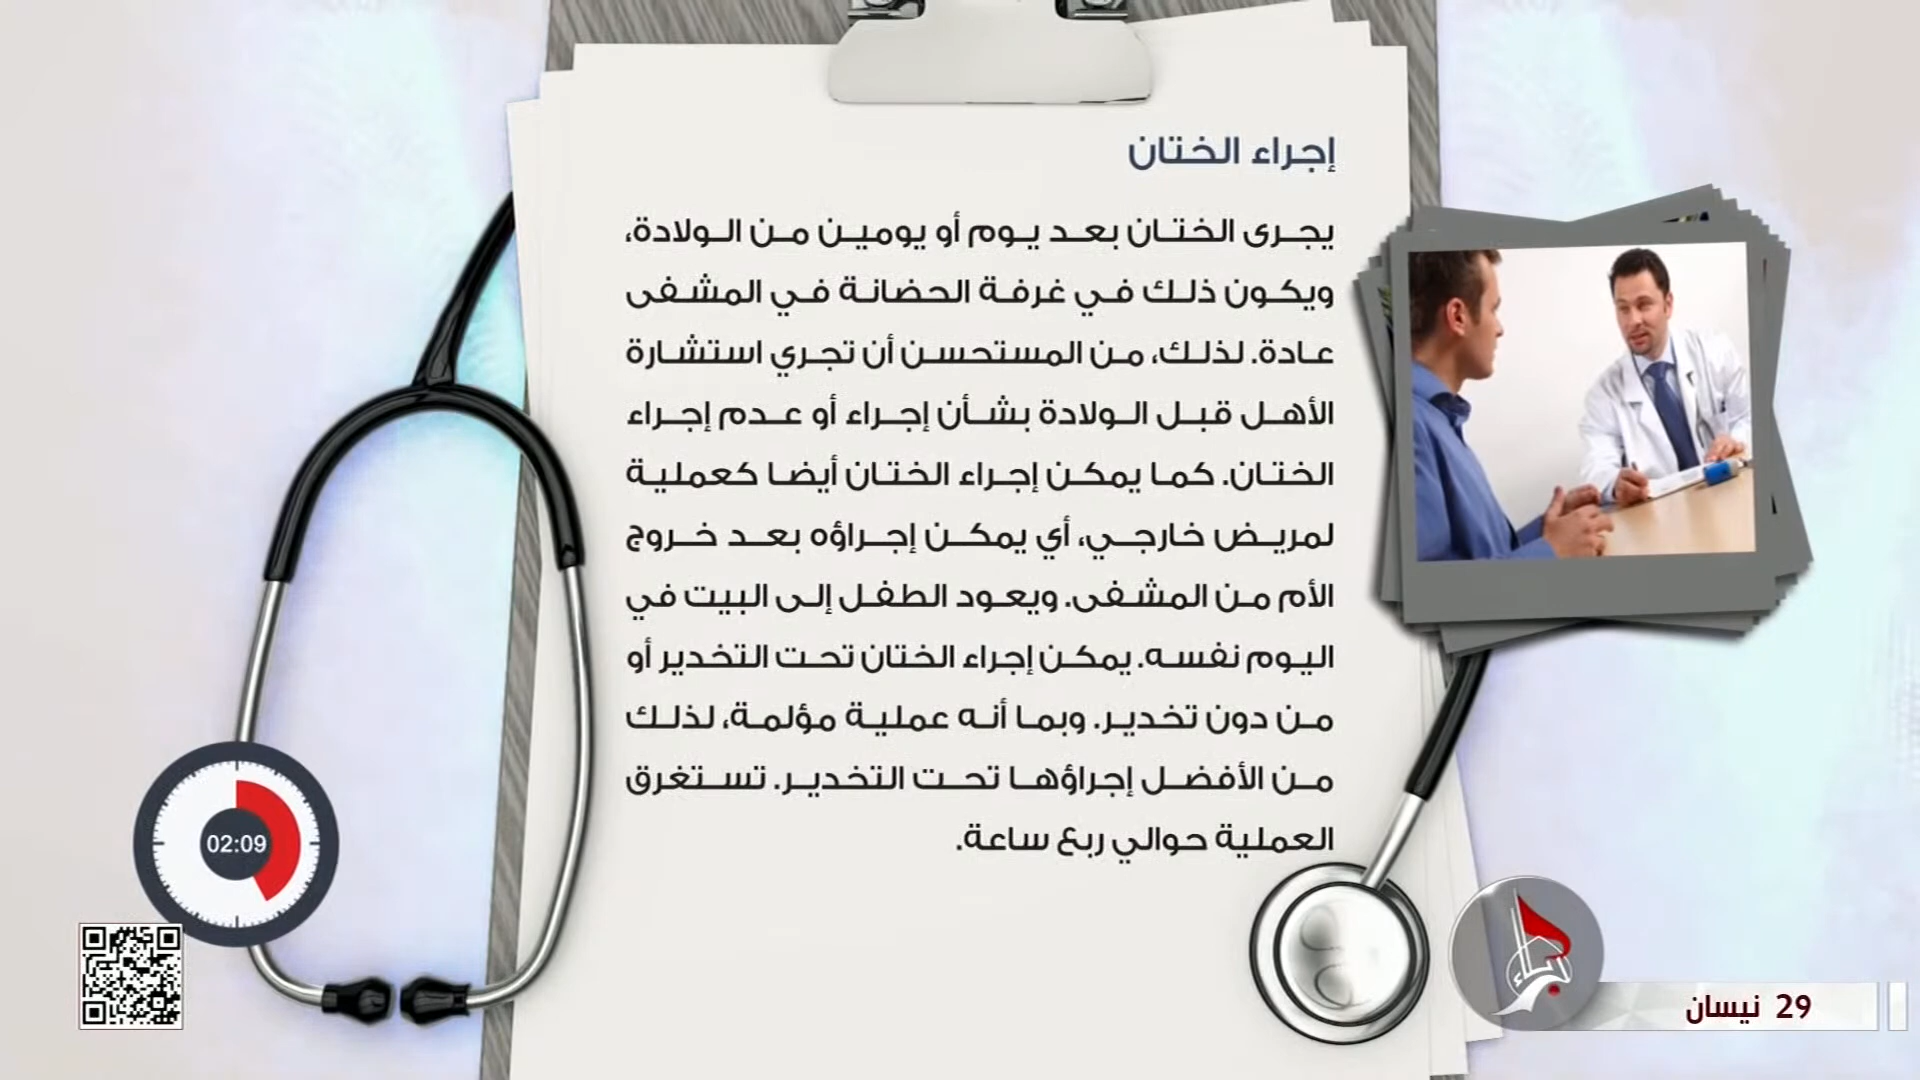 إجراء الختان
يجرى الختان بعد يوم أو يومين من الولادة،
ويكون ذلك في غرفة الحضانة في المشفى
عادة. لذلك، من المستحسن أن تجري استشارة
الأهل قبل الولادة بشأن إجراء أو عدم إجراء
الختان. كما يمكن إجراء الختان أيضا كعملية
لمريض خارجي، أي يمكن إجراؤه بعد خروج
الأم من المشفى. ويعود الطفل إلى البيت في
اليوم نفسه. يمكن إجراء الختان تحت التخدير أو
من دون تخدير. وبما أنه عملية مؤلمة، لذلك
من الأفضل إجراؤها تحت التخدير. تستغرق
العملية حوالي ربع ساعة.
02:09
29 نيسان